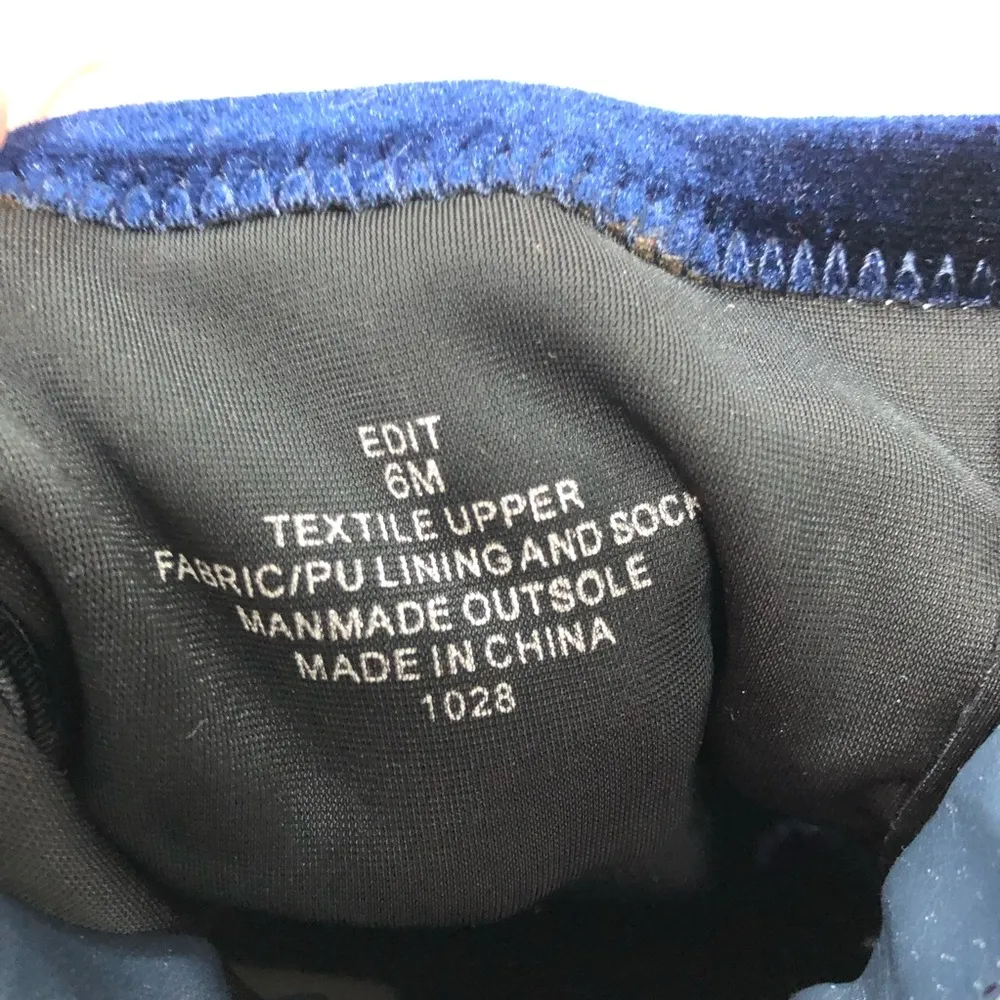 EDIT
6M
TEXTILE UPPER
FABRIC/PU LINING AND SOCK
MANMADE OUTSOLE
MADE IN CHINA
1028